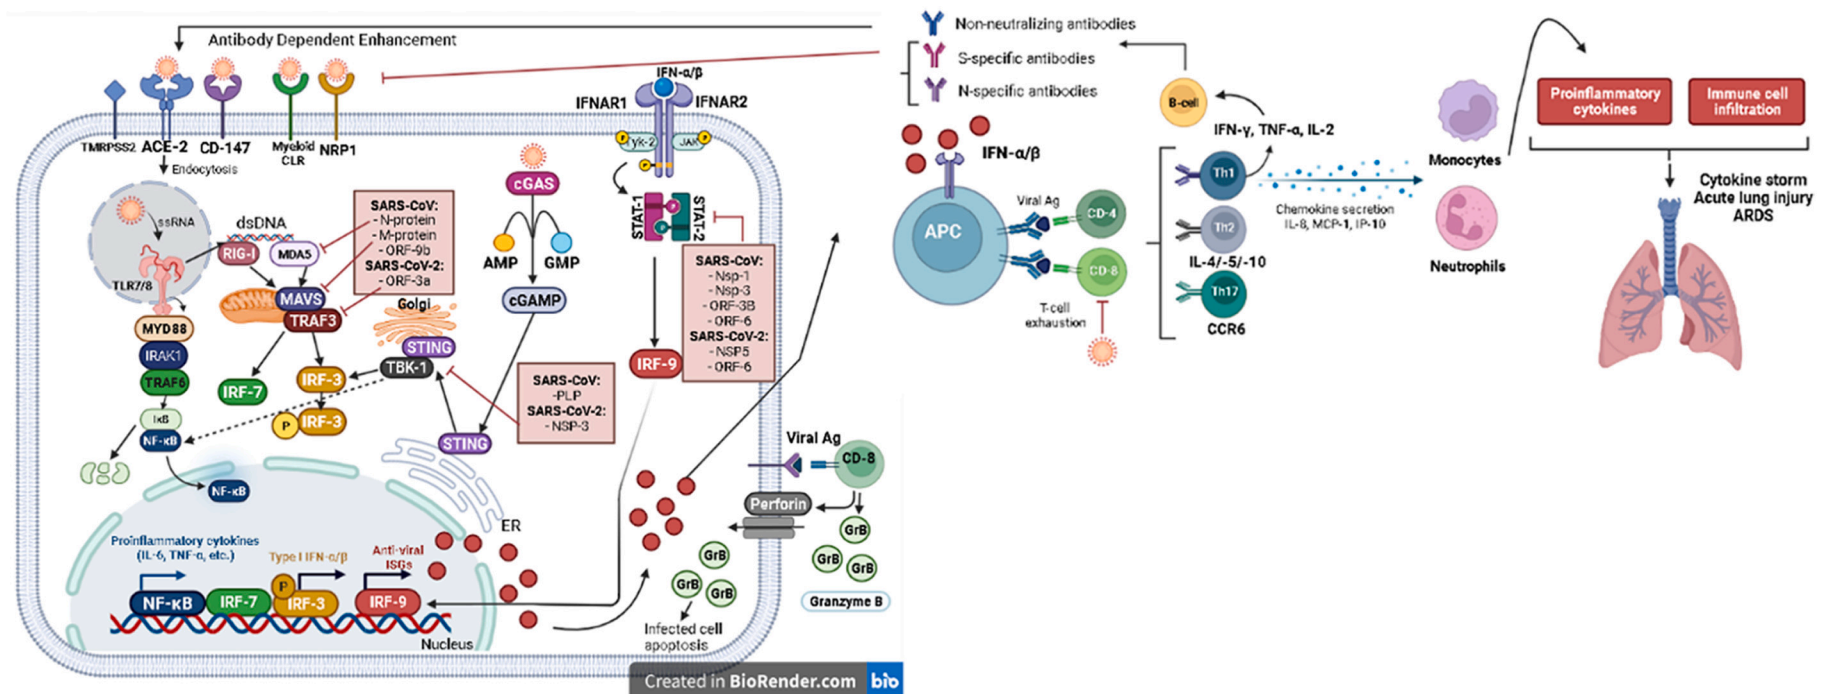 Antibody Dependent Enhancement
TMRPSS2
ACE-2
CD-147
Myeloid
CLR
NRP1
Endocytosis
ssRNA
TLR7/8
MYD88
IRAK1
TRAF6
IκB
NF-κB
NF-κB
dsDNA
RIG-I
MDA5
MAVS
TRAF3
IRF-7
IRF-3
P
IRF-3
SARS-CoV:
- N-protein
- M-protein
- ORF-9b
SARS-CoV-2:
- ORF-3a
Golgi
STING
TBK-1
cGAS
AMP
GMP
cGAMP
STING
SARS-CoV:
-PLP
SARS-CoV-2:
- NSP-3
ER
IFN-α/β
IFNAR1
IFNAR2
P
Tyk-2
JAK
P
P
STAT-1
P
P
STAT-2
IRF-9
SARS-CoV:
- Nsp-1
- Nsp-3
- ORF-3B
- ORF-6
SARS-CoV-2:
- NSP5
- ORF-6
Proinflammatory cytokines
(IL-6, TNF-α, etc.)
Type I IFN-α/β
Anti-viral
ISGs
NF-κB
IRF-7
P
IRF-3
IRF-9
Nucleus
Viral Ag
CD-8
Perforin
GrB
GrB
GrB
GrB
GrB
GrB
Granzyme B
Infected cell
apoptosis
Created in BioRender.com
bio
Non-neutralizing antibodies
S-specific antibodies
N-specific antibodies
IFN-α/β
APC
Viral Ag
CD-4
CD-8
T-cell
exhaustion
B-cell
IFN-γ, TNF-α, IL-2
Th1
Th2
IL-4/-5/-10
Th17
CCR6
Chemokine secretion
IL-8, MCP-1, IP-10
Monocytes
Neutrophils
Proinflammatory
cytokines
Immune cell
infiltration
Cytokine storm
Acute lung injury
ARDS